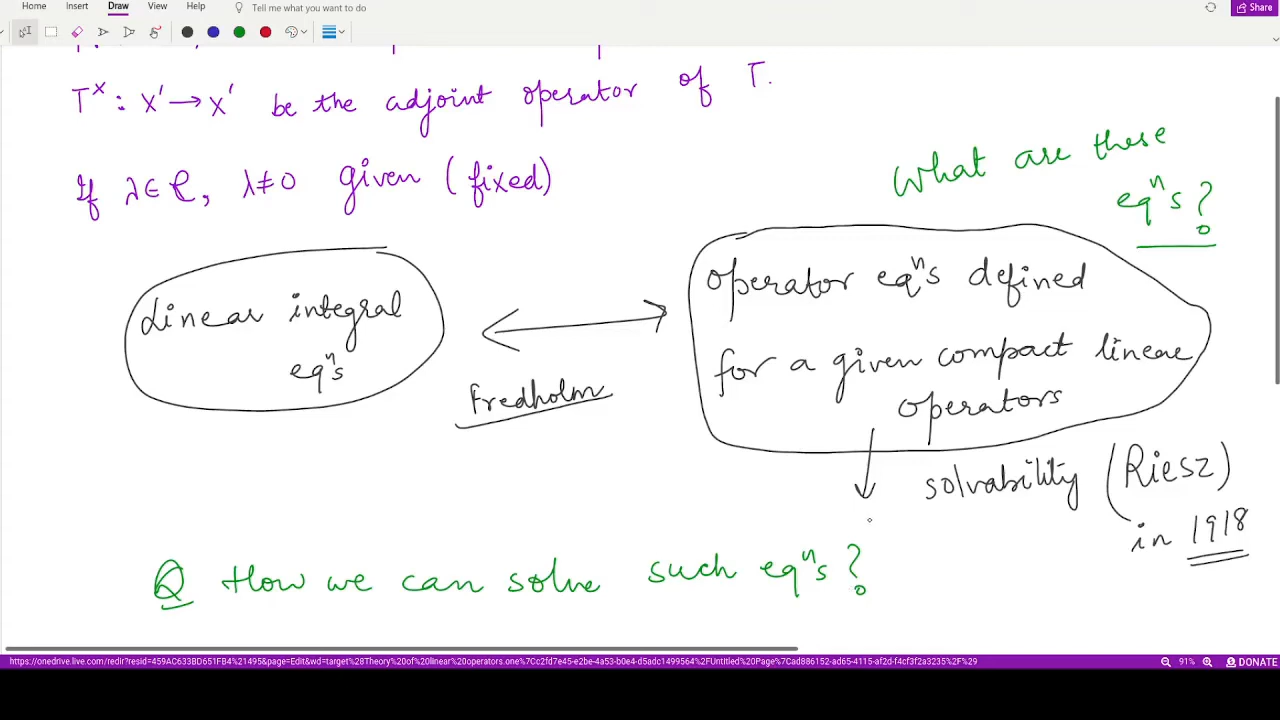 Home Insert Draw View Help Tell me what you want to do
Share
T^x : X' → X' be the adjoint operator of T.
If λ ∈ ℂ, λ ≠ 0 given (fixed)
What are these
eqⁿs?
Linear integral
eqⁿs
Fredholm
operator eqⁿs defined
for a given compact linear
operators
solvability (Riesz)
in 1918
Q How we can solve such eqⁿs?
91%
DONATE